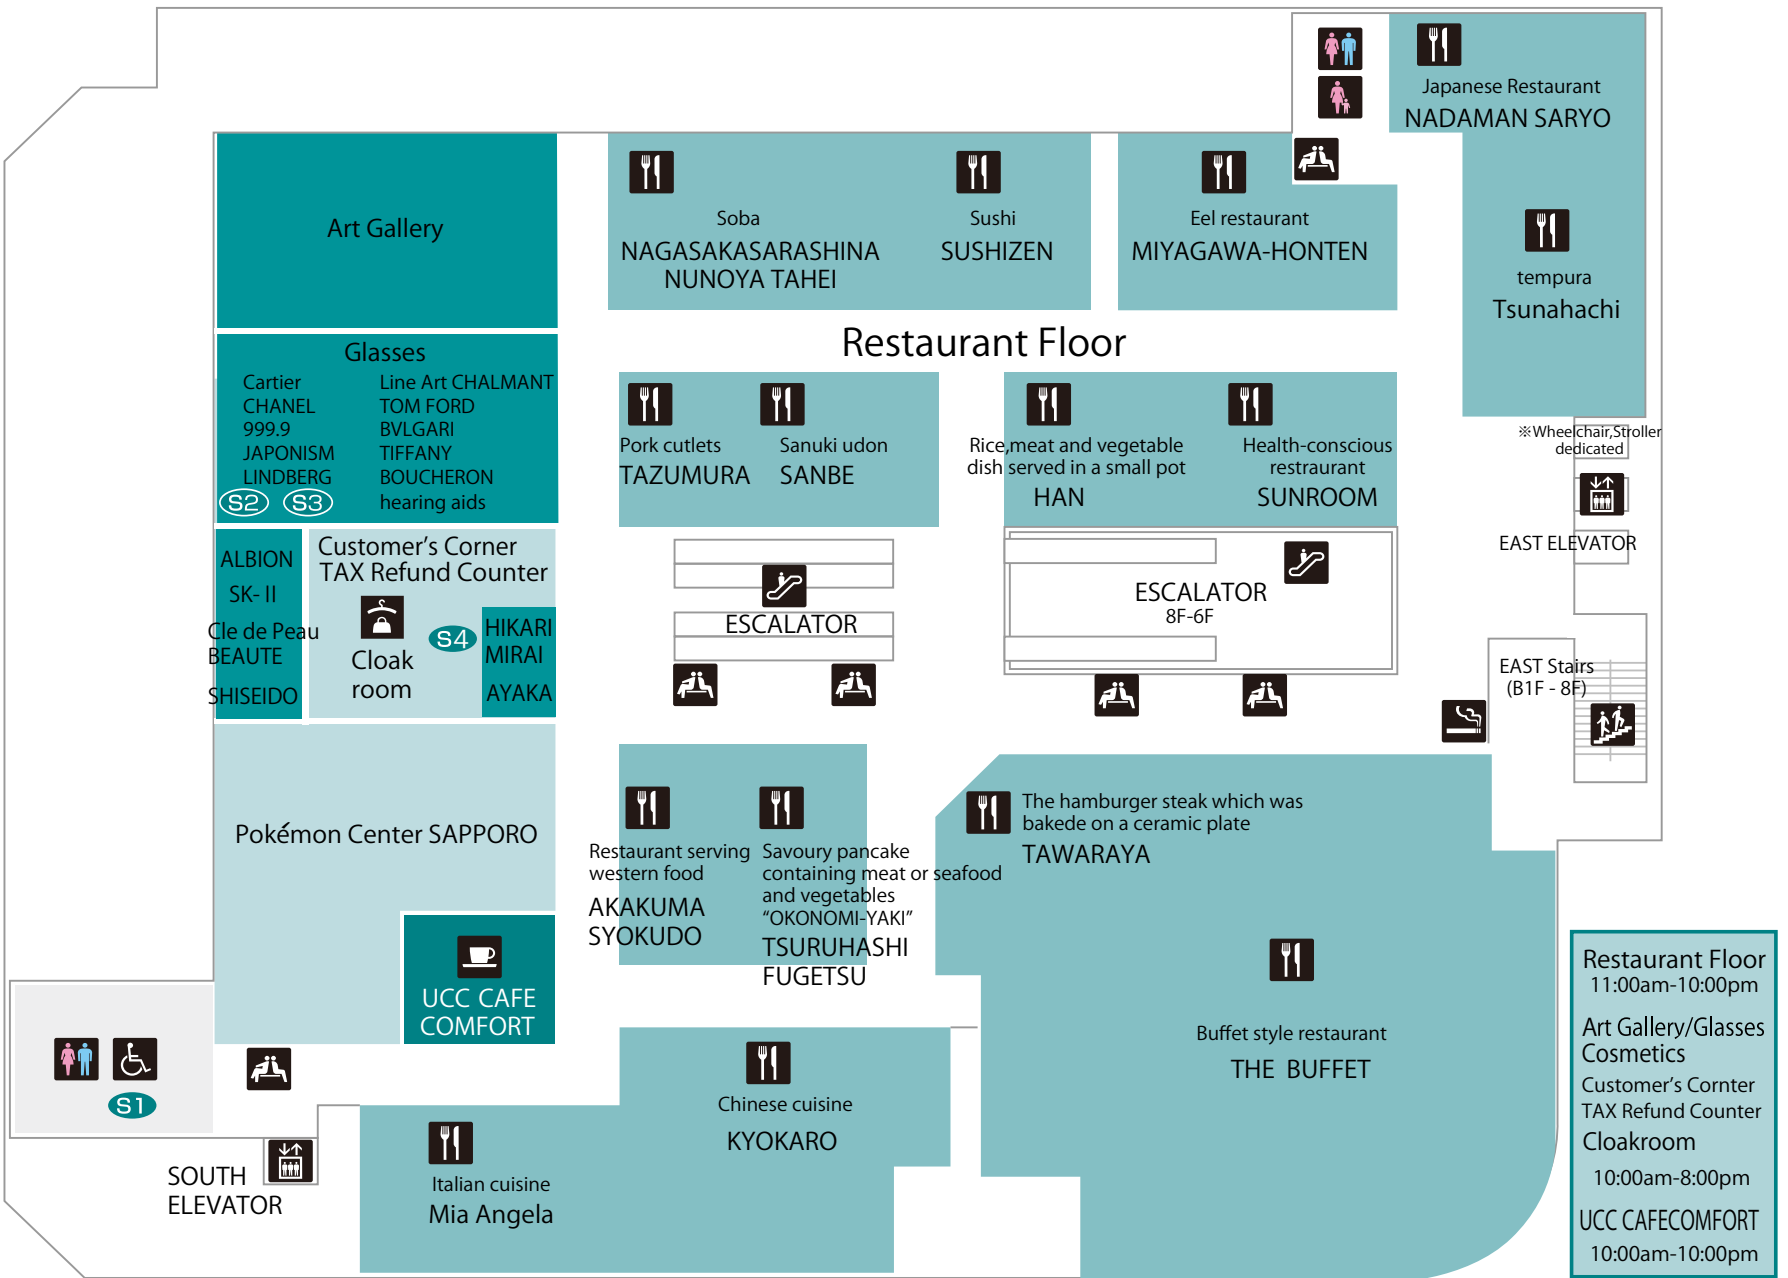 Japanese Restaurant
NADAMAN SARYO
Art Gallery
Soba
NAGASAKASARASHINA
NUNOYA TAHEI
Sushi
SUSHIZEN
Eel restaurant
MIYAGAWA-HONTEN
tempura
Tsunahachi
Restaurant Floor
Glasses
Cartier
CHANEL
999.9
JAPONISM
LINDBERG
S2 S3
Line Art CHALMANT
TOM FORD
BVLGARI
TIFFANY
BOUCHERON
hearing aids
Pork cutlets
TAZUMURA
Sanuki udon
SANBE
Rice,meat and vegetable
dish served in a small pot
HAN
Health-conscious
restraurant
SUNROOM
※Wheelchair,Stroller
dedicated
EAST ELEVATOR
ALBION
SK-II
Cle de Peau
BEAUTE
SHISEIDO
Customer's Corner
TAX Refund Counter
Cloak
room
S4
HIKARI
MIRAI
AYAKA
ESCALATOR
ESCALATOR
8F-6F
EAST Stairs
(B1F - 8F)
Pokémon Center SAPPORO
UCC CAFE
COMFORT
Restaurant serving
western food
AKAKUMA
SYOKUDO
Savoury pancake
containing meat or seafood
and vegetables
“OKONOMI-YAKI”
TSURUHASHI
FUGETSU
The hamburger steak which was
bakede on a ceramic plate
TAWARAYA
Buffet style restaurant
THE BUFFET
S1
SOUTH
ELEVATOR
Chinese cuisine
KYOKARO
Italian cuisine
Mia Angela
Restaurant Floor
11:00am-10:00pm
Art Gallery/Glasses
Cosmetics
Customer's Cornter
TAX Refund Counter
Cloakroom
10:00am-8:00pm
UCC CAFECOMFORT
10:00am-10:00pm